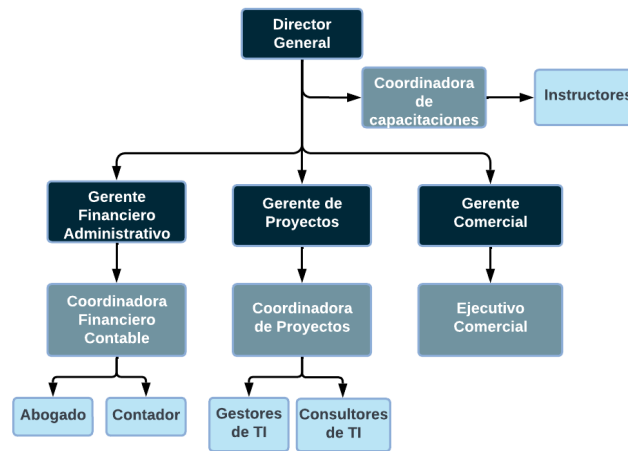 Director
General
Coordinadora
de
capacitaciones
Instructores
Gerente
Financiero
Administrativo
Gerente de
Proyectos
Gerente
Comercial
Coordinadora
Financiero
Contable
Coordinadora
de Proyectos
Ejecutivo
Comercial
Abogado
Contador
Gestores
de TI
Consultores
de TI